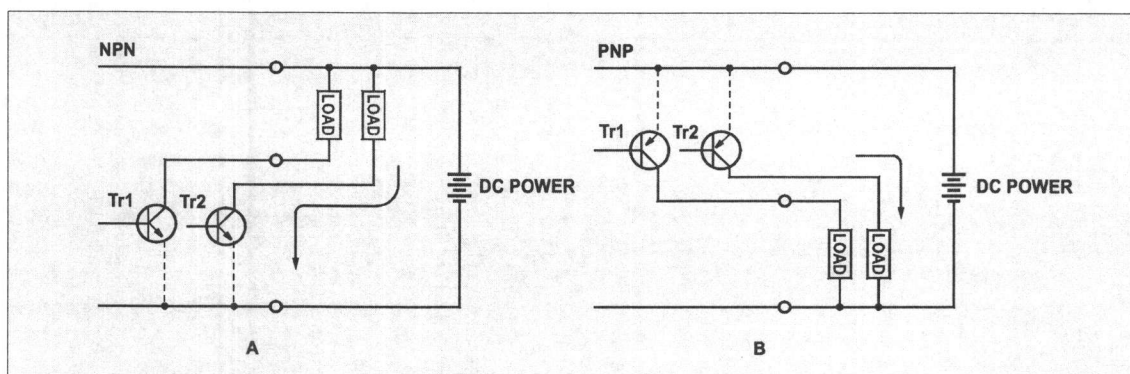 NPN
LOAD
LOAD
Tr1
Tr2
DC POWER
A
PNP
Tr1
Tr2
DC POWER
LOAD
LOAD
B